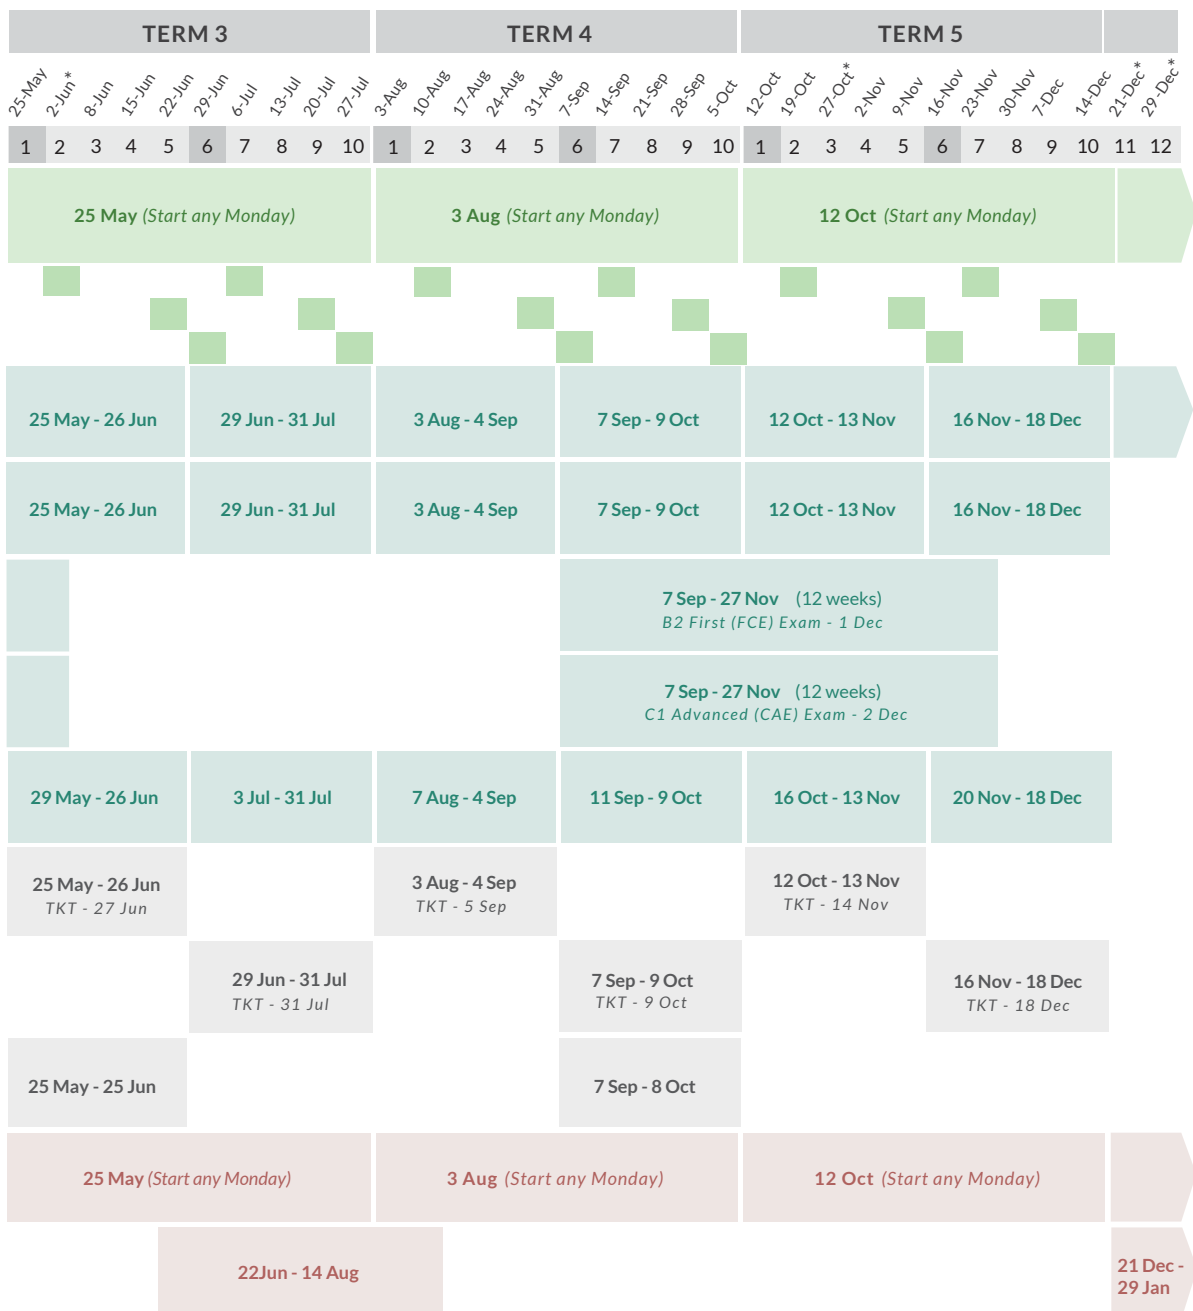 TERM 3 TERM 4 TERM 5
25-May 2-Jun* 8-Jun 15-Jun 22-Jun 29-Jun 6-Jul 13-Jul 20-Jul 27-Jul 3-Aug 10-Aug 17-Aug 24-Aug 31-Aug 7-Sep 14-Sep 21-Sep 28-Sep 5-Oct 12-Oct 19-Oct 27-Oct* 2-Nov 9-Nov 16-Nov 23-Nov 30-Nov 7-Dec 14-Dec 21-Dec* 29-Dec*
1 2 3 4 5 6 7 8 9 10 1 2 3 4 5 6 7 8 9 10 1 2 3 4 5 6 7 8 9 10 11 12
25 May (Start any Monday) 3 Aug (Start any Monday) 12 Oct (Start any Monday)
25 May - 26 Jun 29 Jun - 31 Jul 3 Aug - 4 Sep 7 Sep - 9 Oct 12 Oct - 13 Nov 16 Nov - 18 Dec
25 May - 26 Jun 29 Jun - 31 Jul 3 Aug - 4 Sep 7 Sep - 9 Oct 12 Oct - 13 Nov 16 Nov - 18 Dec
7 Sep - 27 Nov (12 weeks)
B2 First (FCE) Exam - 1 Dec
7 Sep - 27 Nov (12 weeks)
C1 Advanced (CAE) Exam - 2 Dec
29 May - 26 Jun 3 Jul - 31 Jul 7 Aug - 4 Sep 11 Sep - 9 Oct 16 Oct - 13 Nov 20 Nov - 18 Dec
25 May - 26 Jun 3 Aug - 4 Sep 12 Oct - 13 Nov
TKT - 27 Jun TKT - 5 Sep TKT - 14 Nov
29 Jun - 31 Jul 7 Sep - 9 Oct 16 Nov - 18 Dec
TKT - 31 Jul TKT - 9 Oct TKT - 18 Dec
25 May - 25 Jun 7 Sep - 8 Oct
25 May (Start any Monday) 3 Aug (Start any Monday) 12 Oct (Start any Monday)
22Jun - 14 Aug 21 Dec -
29 Jan